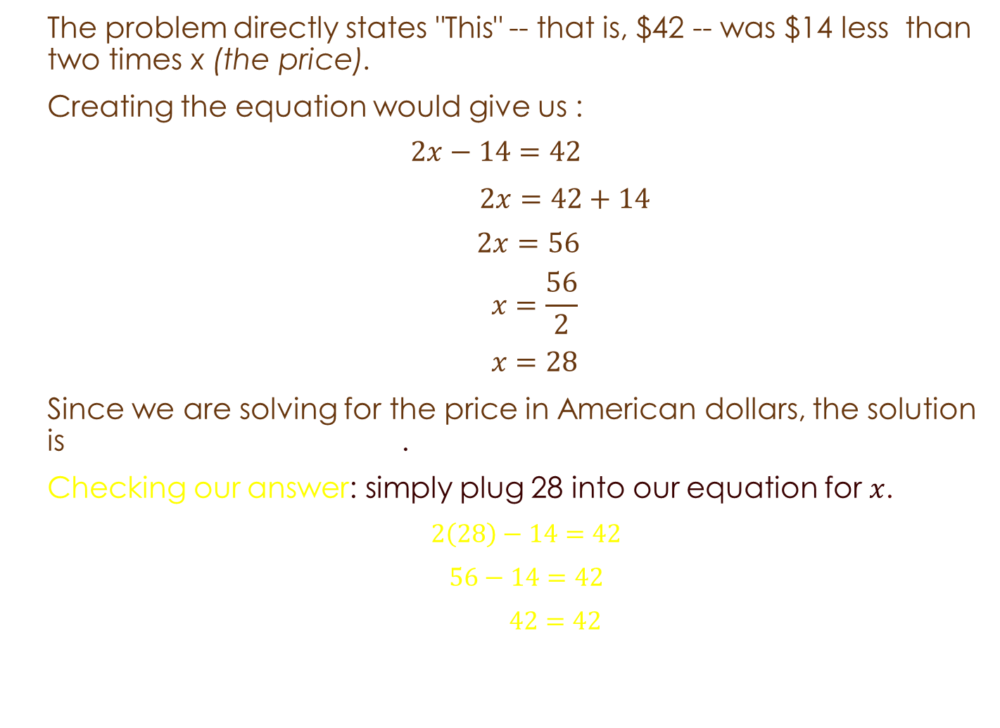 The problem directly states "This" -- that is, $42 -- was $14 less  than
two times x (the price).
Creating the equation would give us :
2x − 14 = 42
2x = 42 + 14
2x = 56
x = 56/2
x = 28
Since we are solving for the price in American dollars, the solution
is .
Checking our answer: simply plug 28 into our equation for x.
2(28) − 14 = 42
56 − 14 = 42
42 = 42